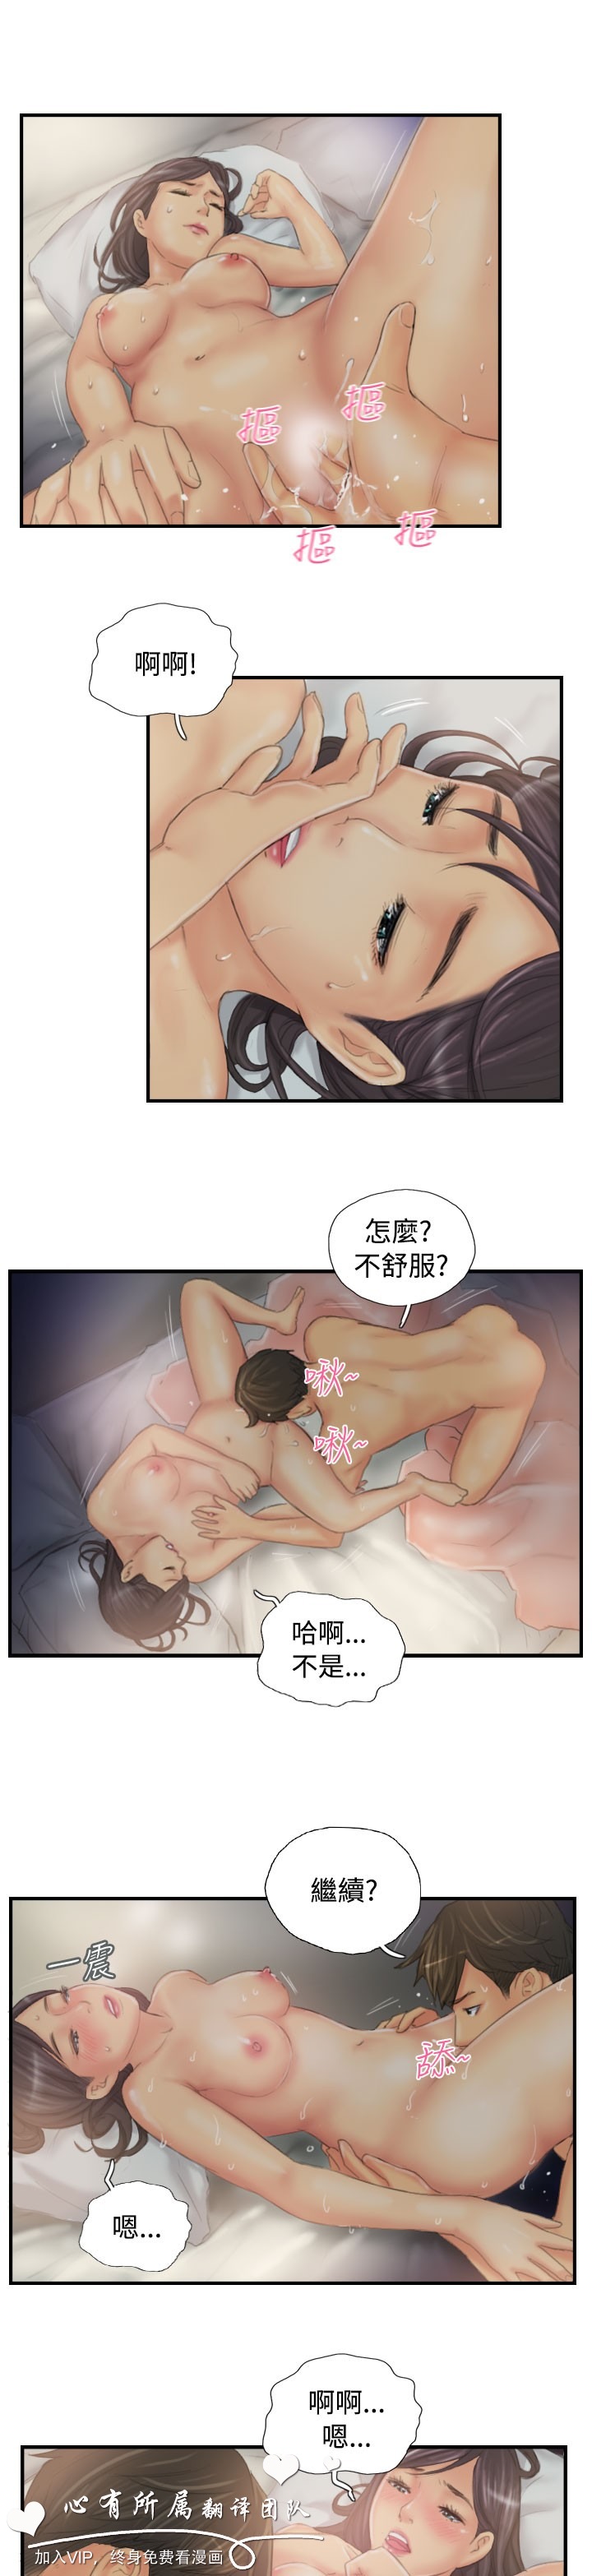 摳
摳
摳
摳
啊啊!
怎麼?
不舒服?
啾~
啾~
哈啊...
不是...
繼續?
一震
舔~
嗯...
啊啊...
嗯...
心有所属翻译团队
加入VIP，终身免费看漫画